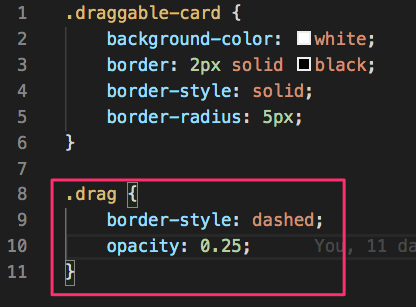 1 .draggable-card {
2 background-color: white;
3 border: 2px solid black;
4 border-style: solid;
5 border-radius: 5px;
6 }
7
8 .drag {
9 border-style: dashed;
10 opacity: 0.25; You, 11 da
11 }